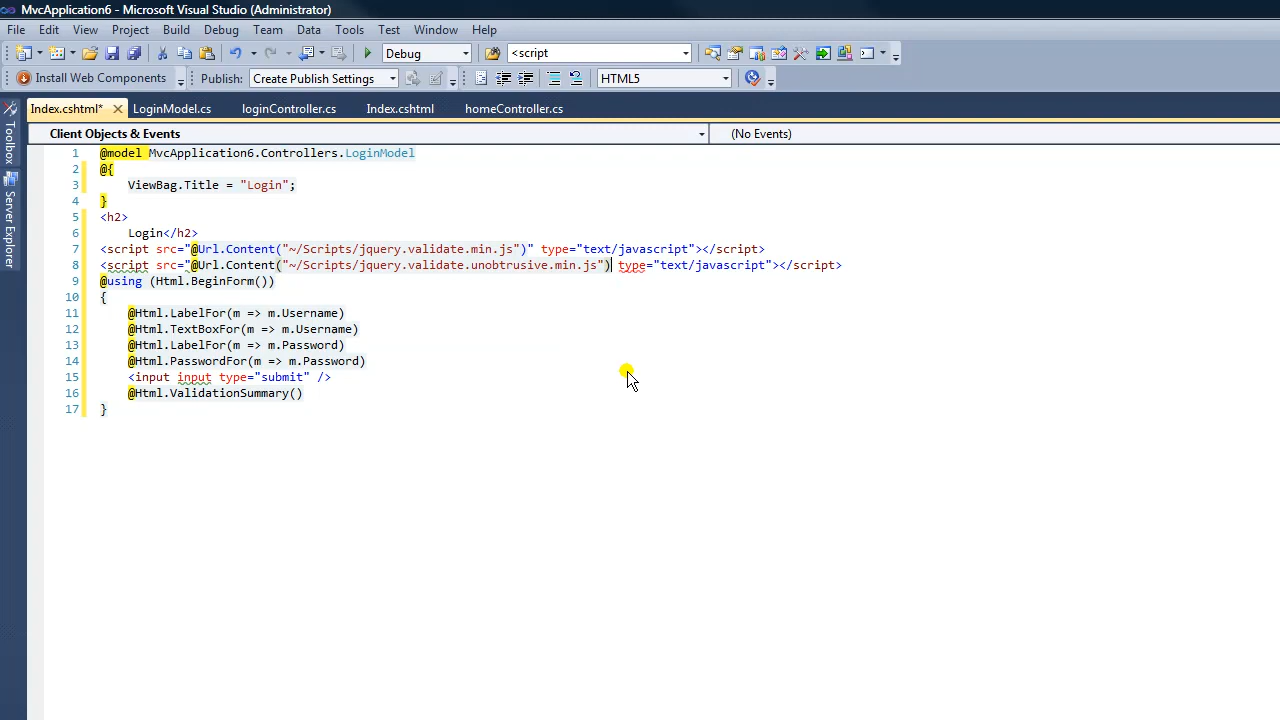 MvcApplication6 - Microsoft Visual Studio (Administrator)
File Edit View Project Build Debug Team Data Tools Test Window Help
Debug <script
Install Web Components Publish: Create Publish Settings HTML5
Index.cshtml* LoginModel.cs loginController.cs Index.cshtml homeController.cs
Client Objects & Events (No Events)
Toolbox
Server Explorer
1 @model MvcApplication6.Controllers.LoginModel
2 @{
3 ViewBag.Title = "Login";
4 }
5 <h2>
6 Login</h2>
7 <script src="@Url.Content("~/Scripts/jquery.validate.min.js")" type="text/javascript"></script>
8 <script src="@Url.Content("~/Scripts/jquery.validate.unobtrusive.min.js") type="text/javascript"></script>
9 @using (Html.BeginForm())
10 {
11 @Html.LabelFor(m => m.Username)
12 @Html.TextBoxFor(m => m.Username)
13 @Html.LabelFor(m => m.Password)
14 @Html.PasswordFor(m => m.Password)
15 <input input type="submit" />
16 @Html.ValidationSummary()
17 }